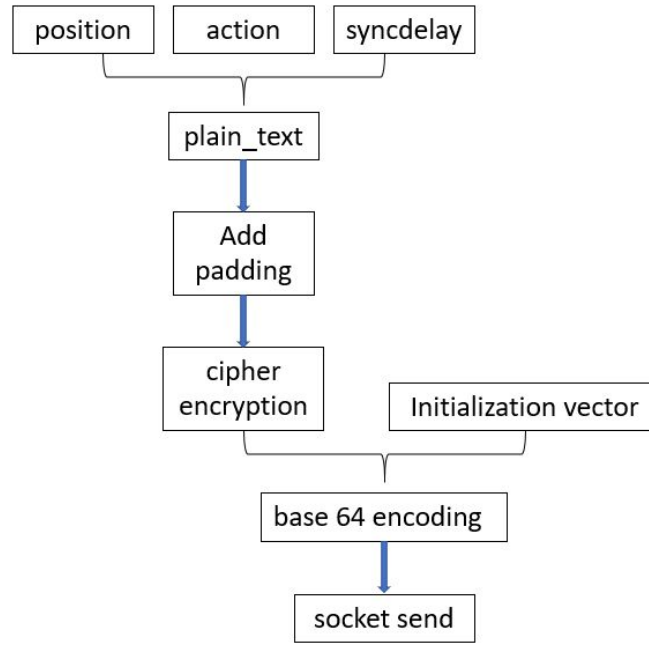 position
action
syncdelay
plain_text
Add
padding
cipher
encryption
Initialization vector
base 64 encoding
socket send